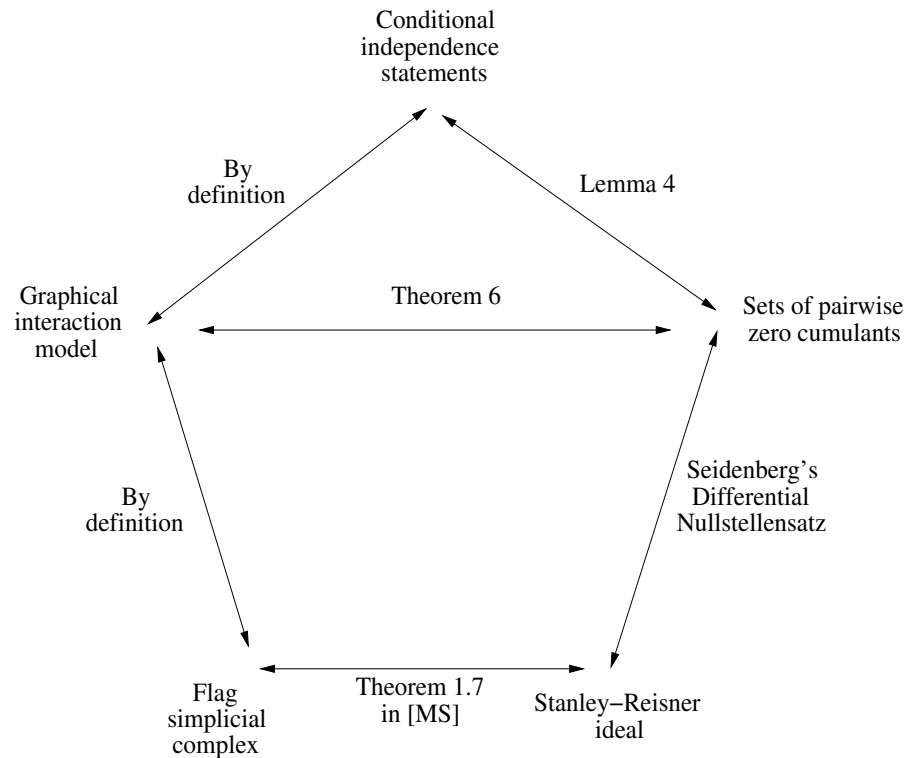 Conditional
independence
statements
By
definition
Lemma 4
Graphical
interaction
model
Theorem 6
Sets of pairwise
zero cumulants
By
definition
Seidenberg's
Differential
Nullstellensatz
Flag
simplicial
complex
Theorem 1.7
in [MS]
Stanley−Reisner
ideal